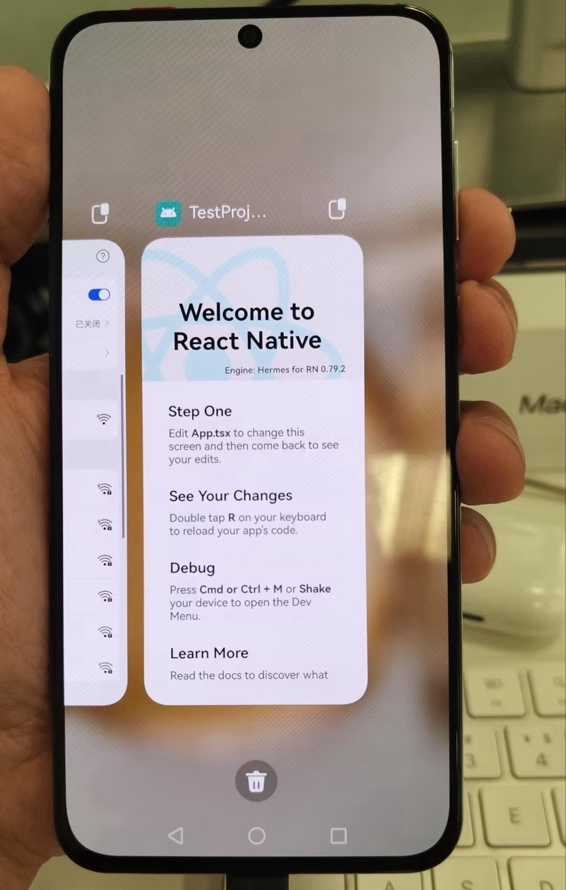 TestProj...
已关闭
Welcome to
React Native
Engine: Hermes for RN 0.79.2
Step One
Edit App.tsx to change this
screen and then come back to see
your edits.
See Your Changes
Double tap R on your keyboard
to reload your app's code.
Debug
Press Cmd or Ctrl + M or Shake
your device to open the Dev
Menu.
Learn More
Read the docs to discover what
Mac
3
4
E
A
S
D